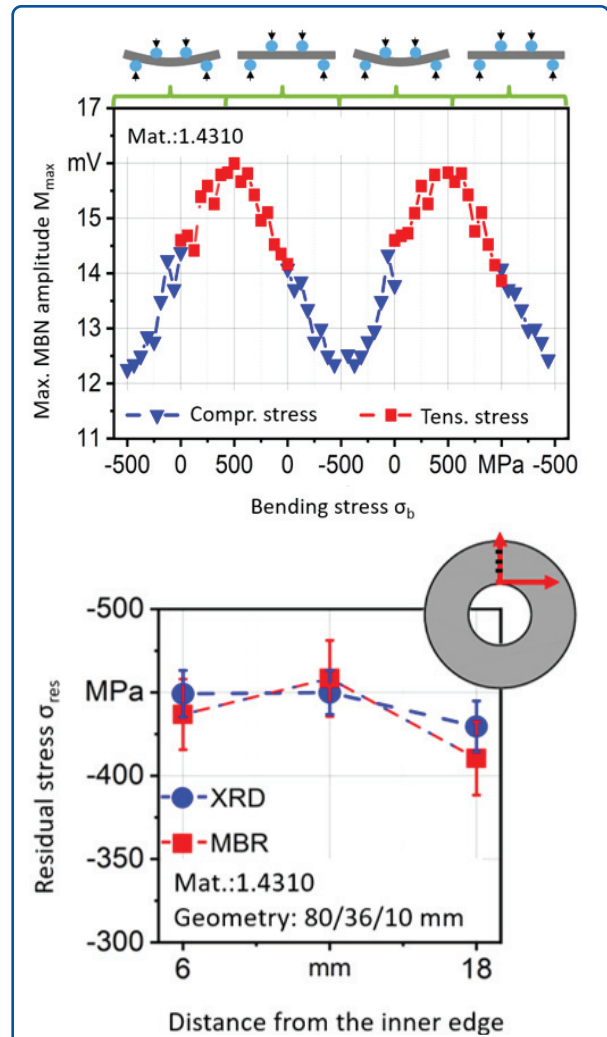 17
Mat.:1.4310
mV
16
15
14
13
12
11
Max. MBN amplitude Mmax
Compr. stress
Tens. stress
-500 0 500 0 -500 0 500 MPa -500
Bending stress σb
-500
MPa
-400
-350
-300
Residual stress σres
XRD
MBR
Mat.:1.4310
Geometry: 80/36/10 mm
6 mm 18
Distance from the inner edge